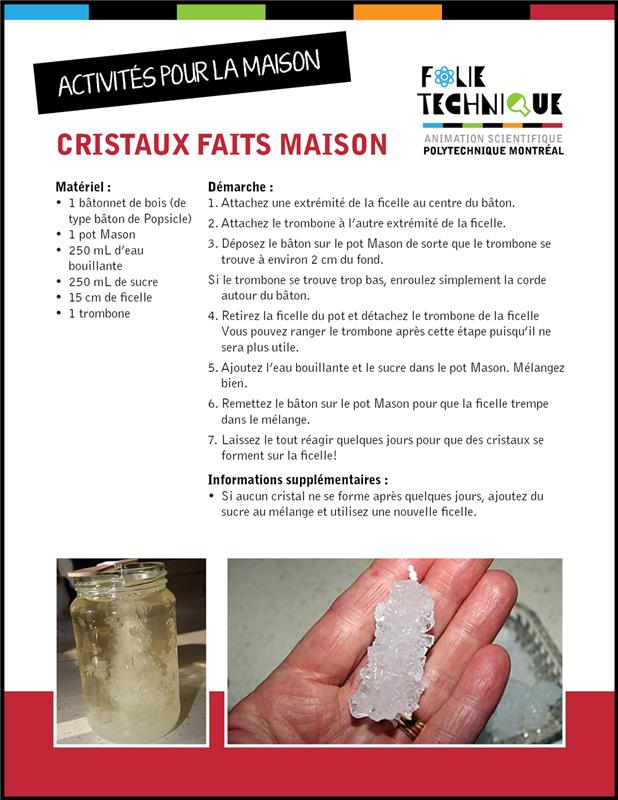 ACTIVITÉS POUR LA MAISON
FOLIE
TECHNIQUE
ANIMATION SCIENTIFIQUE
POLYTECHNIQUE MONTRÉAL
CRISTAUX FAITS MAISON
Matériel :
• 1 bâtonnet de bois (de
type bâton de Popsicle)
• 1 pot Mason
• 250 mL d'eau
bouillante
• 250 mL de sucre
• 15 cm de ficelle
• 1 trombone
Démarche :
1. Attachez une extrémité de la ficelle au centre du bâton.
2. Attachez le trombone à l'autre extrémité de la ficelle.
3. Déposez le bâton sur le pot Mason de sorte que le trombone se
trouve à environ 2 cm du fond.
Si le trombone se trouve trop bas, enroulez simplement la corde
autour du bâton.
4. Retirez la ficelle du pot et détachez le trombone de la ficelle
Vous pouvez ranger le trombone après cette étape puisqu'il ne
sera plus utile.
5. Ajoutez l'eau bouillante et le sucre dans le pot Mason. Mélangez
bien.
6. Remettez le bâton sur le pot Mason pour que la ficelle trempe
dans le mélange.
7. Laissez le tout réagir quelques jours pour que des cristaux se
forment sur la ficelle!
Informations supplémentaires :
• Si aucun cristal ne se forme après quelques jours, ajoutez du
sucre au mélange et utilisez une nouvelle ficelle.